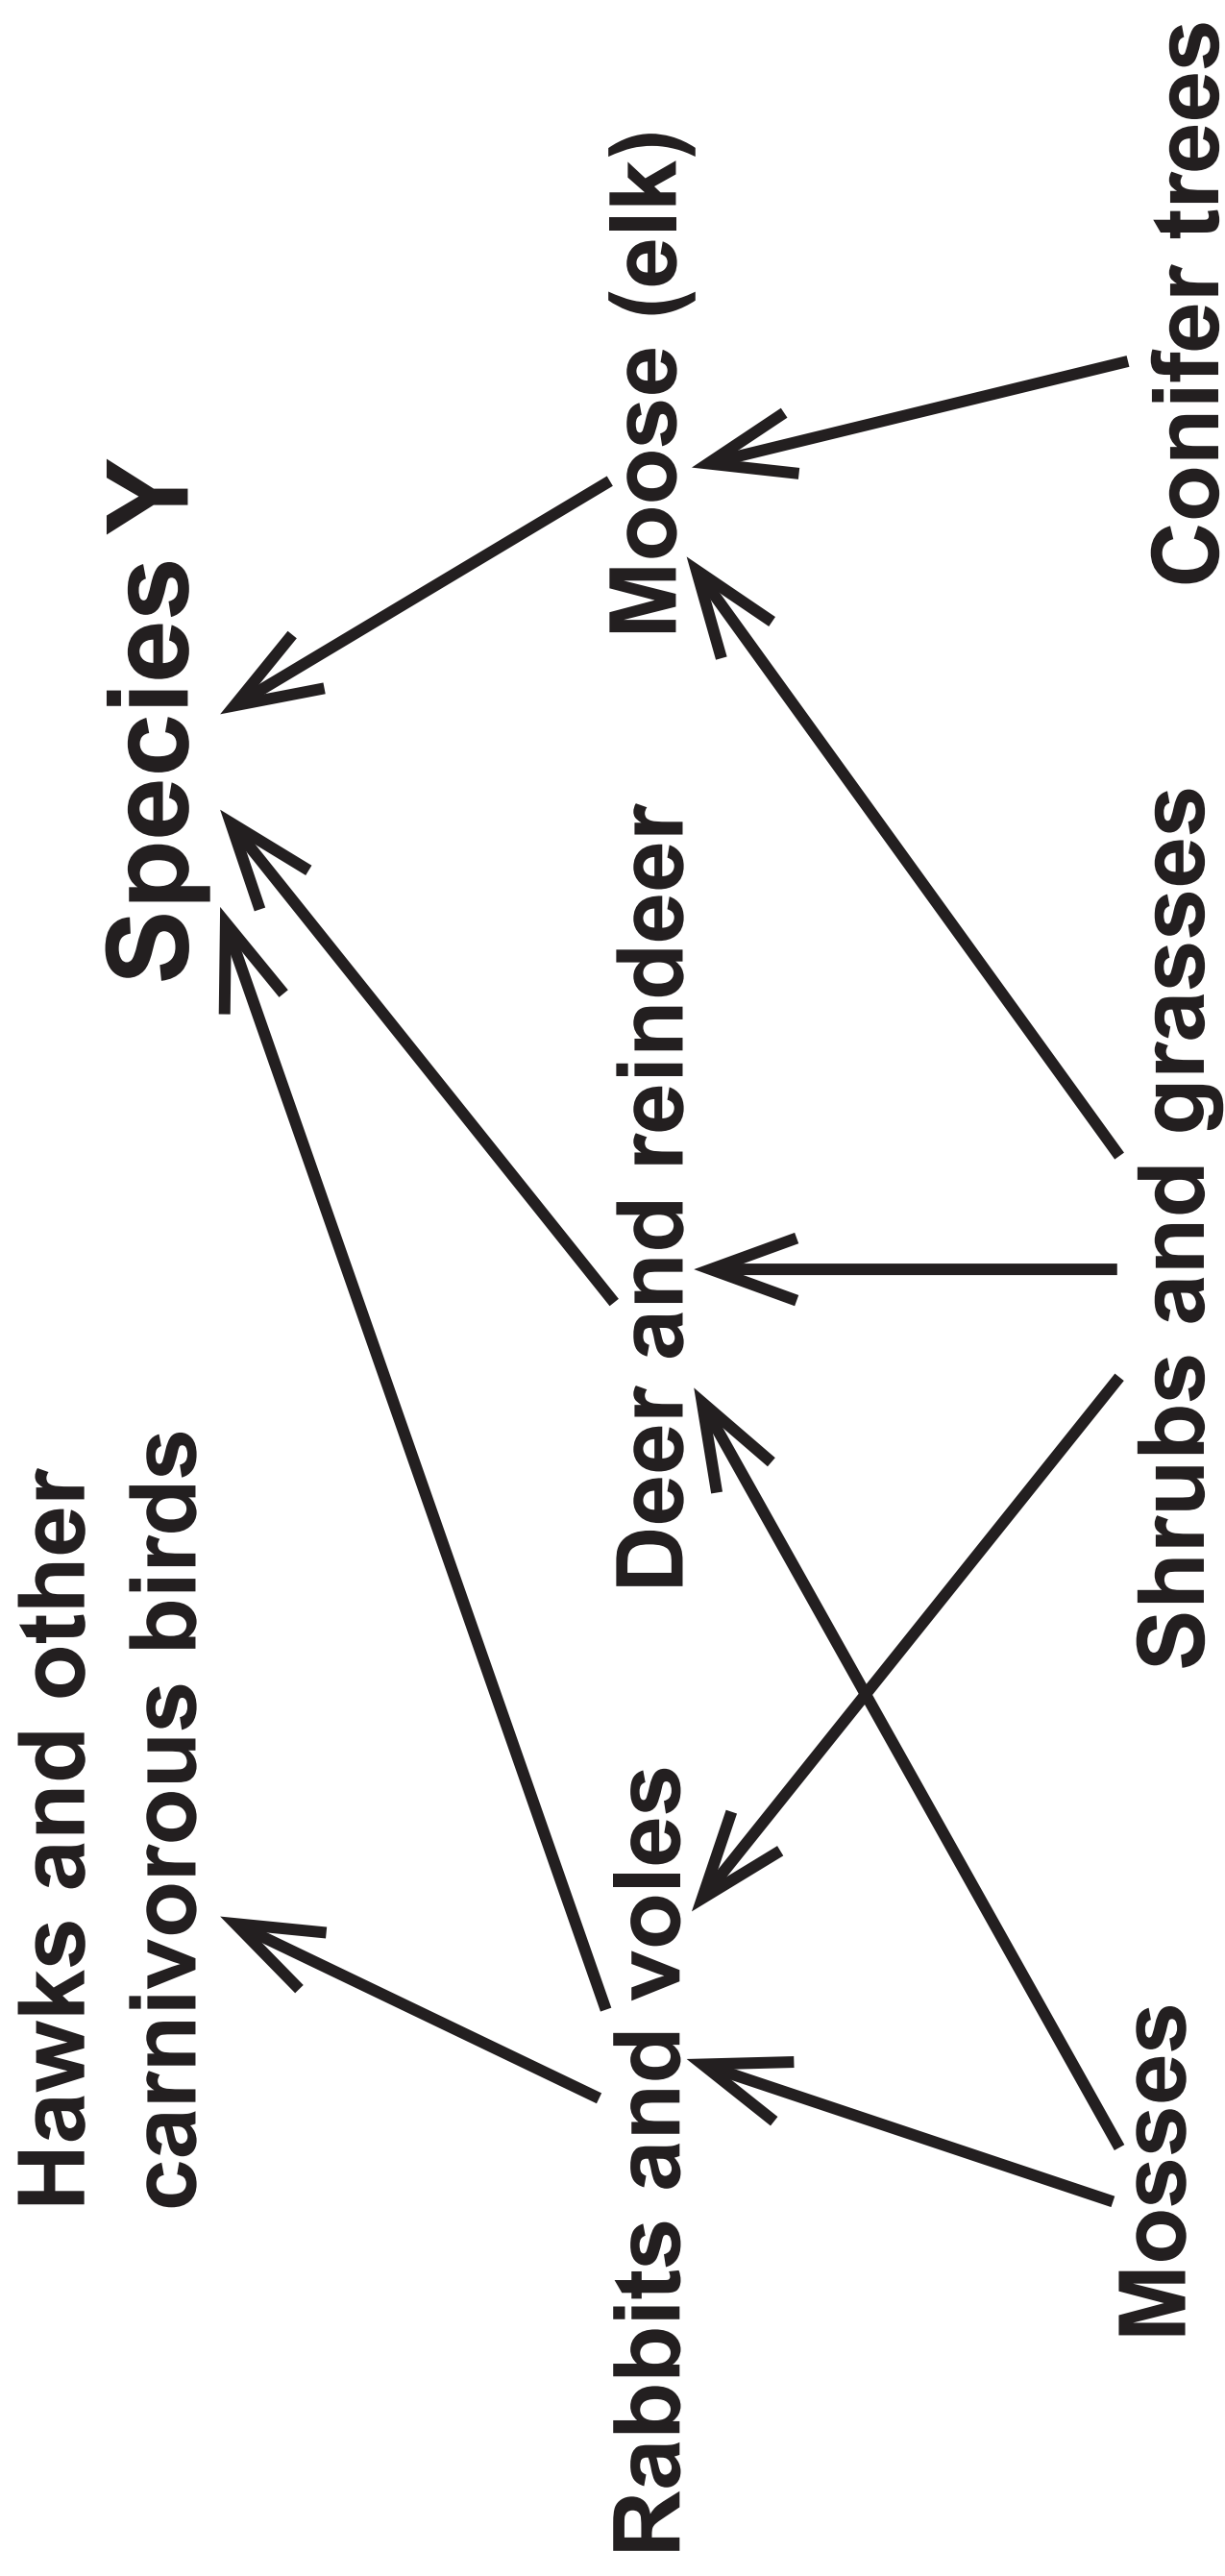 Hawks and other
carnivorous birds
Species Y
Rabbits and voles
Deer and reindeer
Moose (elk)
Mosses
Shrubs and grasses
Conifer trees